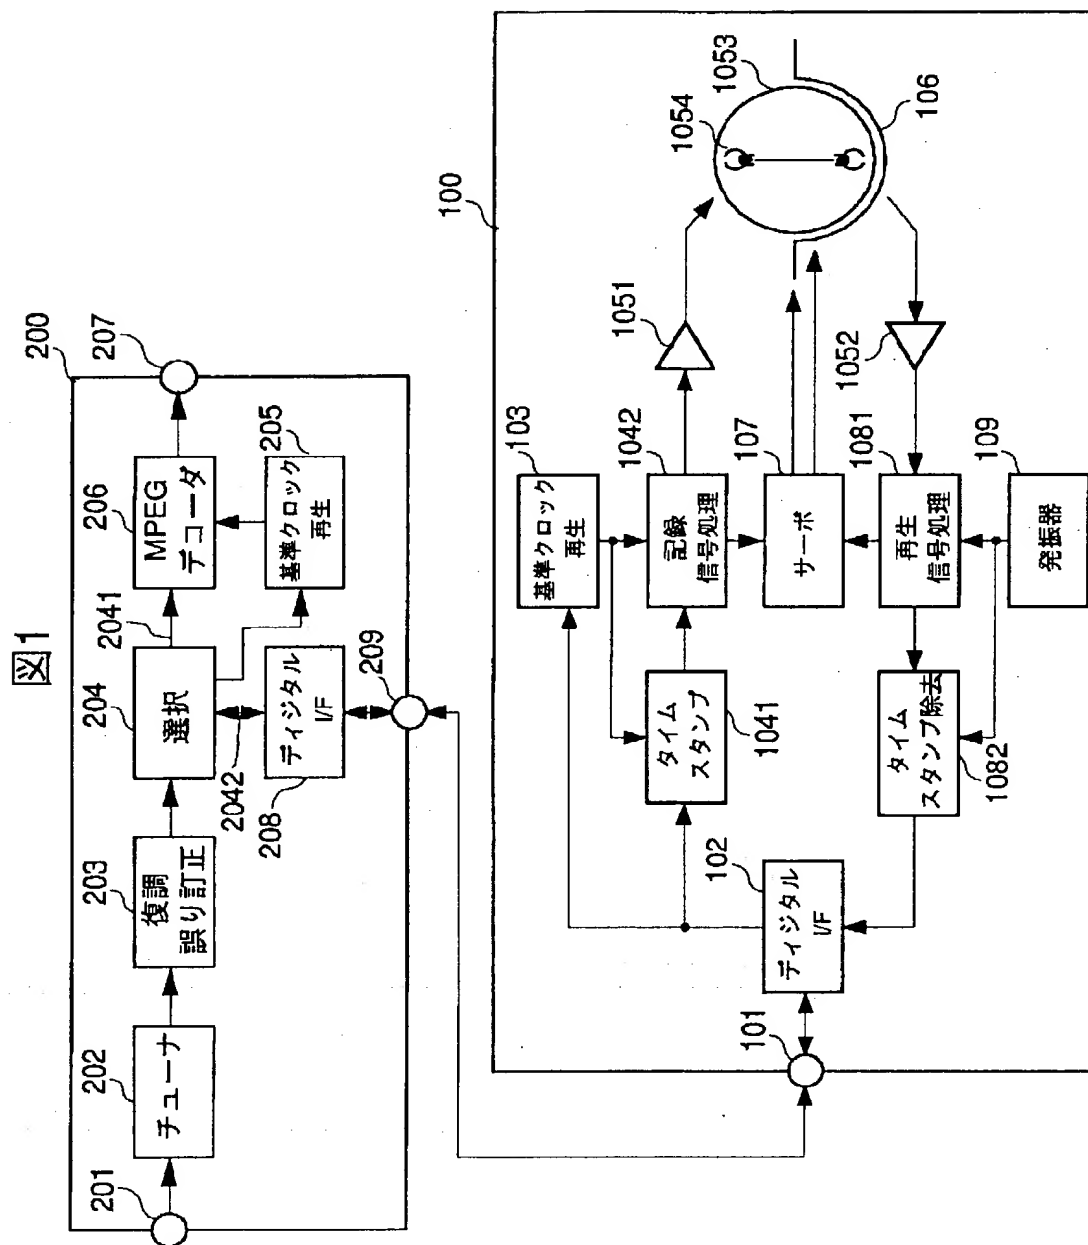 図1
200
201
202
チューナ
203
復調
誤り訂正
204
選択
2041
2042
206
MPEG
デコーダ
205
基準クロック
再生
207
208
ディジタル
I/F
209
100
101
102
ディジタル
I/F
103
基準クロック
再生
タイム
スタンプ
1041
1042
記録
信号処理
1051
1052
1053
1054
106
107
サーボ
1081
再生
信号処理
タイム
スタンプ除去
1082
109
発振器